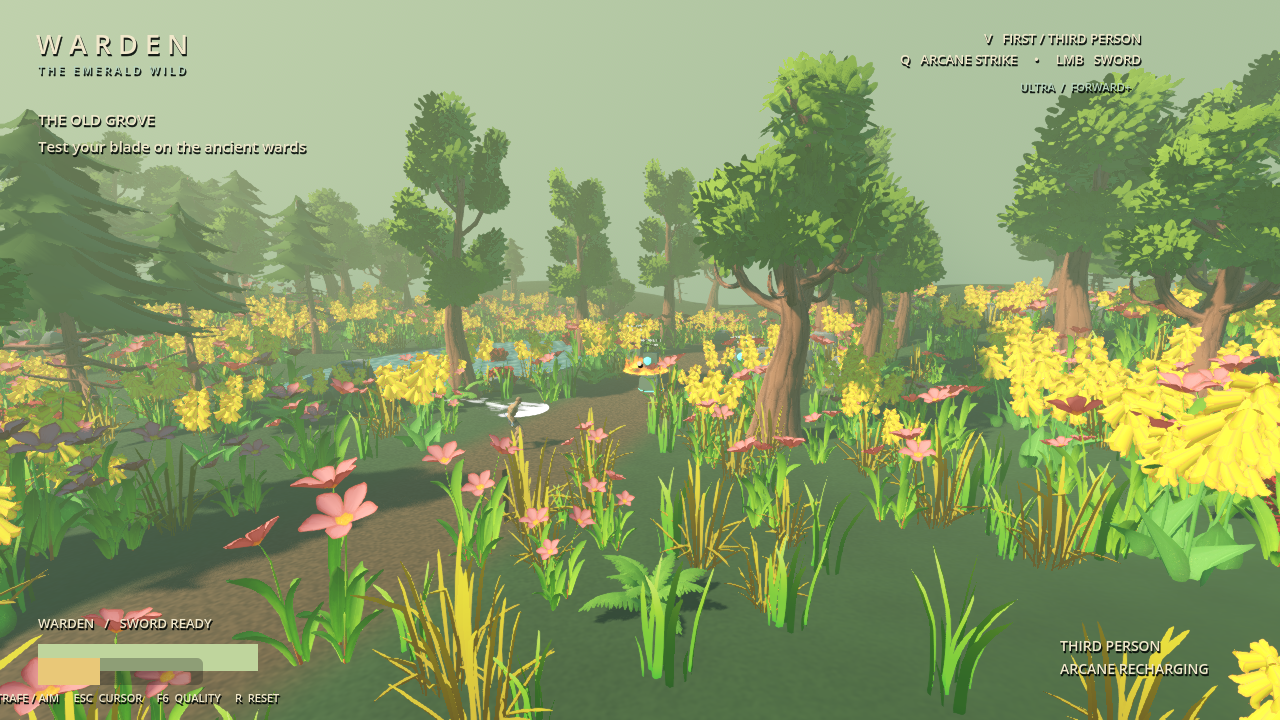 WARDEN
THE EMERALD WILD
V FIRST / THIRD PERSON
Q ARCANE STRIKE • LMB SWORD
ULTRA / FORWARD+
THE OLD GROVE
Test your blade on the ancient wards
WARDEN / SWORD READY
TRAFE / AIM ESC CURSOR F6 QUALITY R RESET
THIRD PERSON
ARCANE RECHARGING